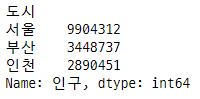 도시
서울    9904312
부산    3448737
인천    2890451
Name: 인구, dtype: int64